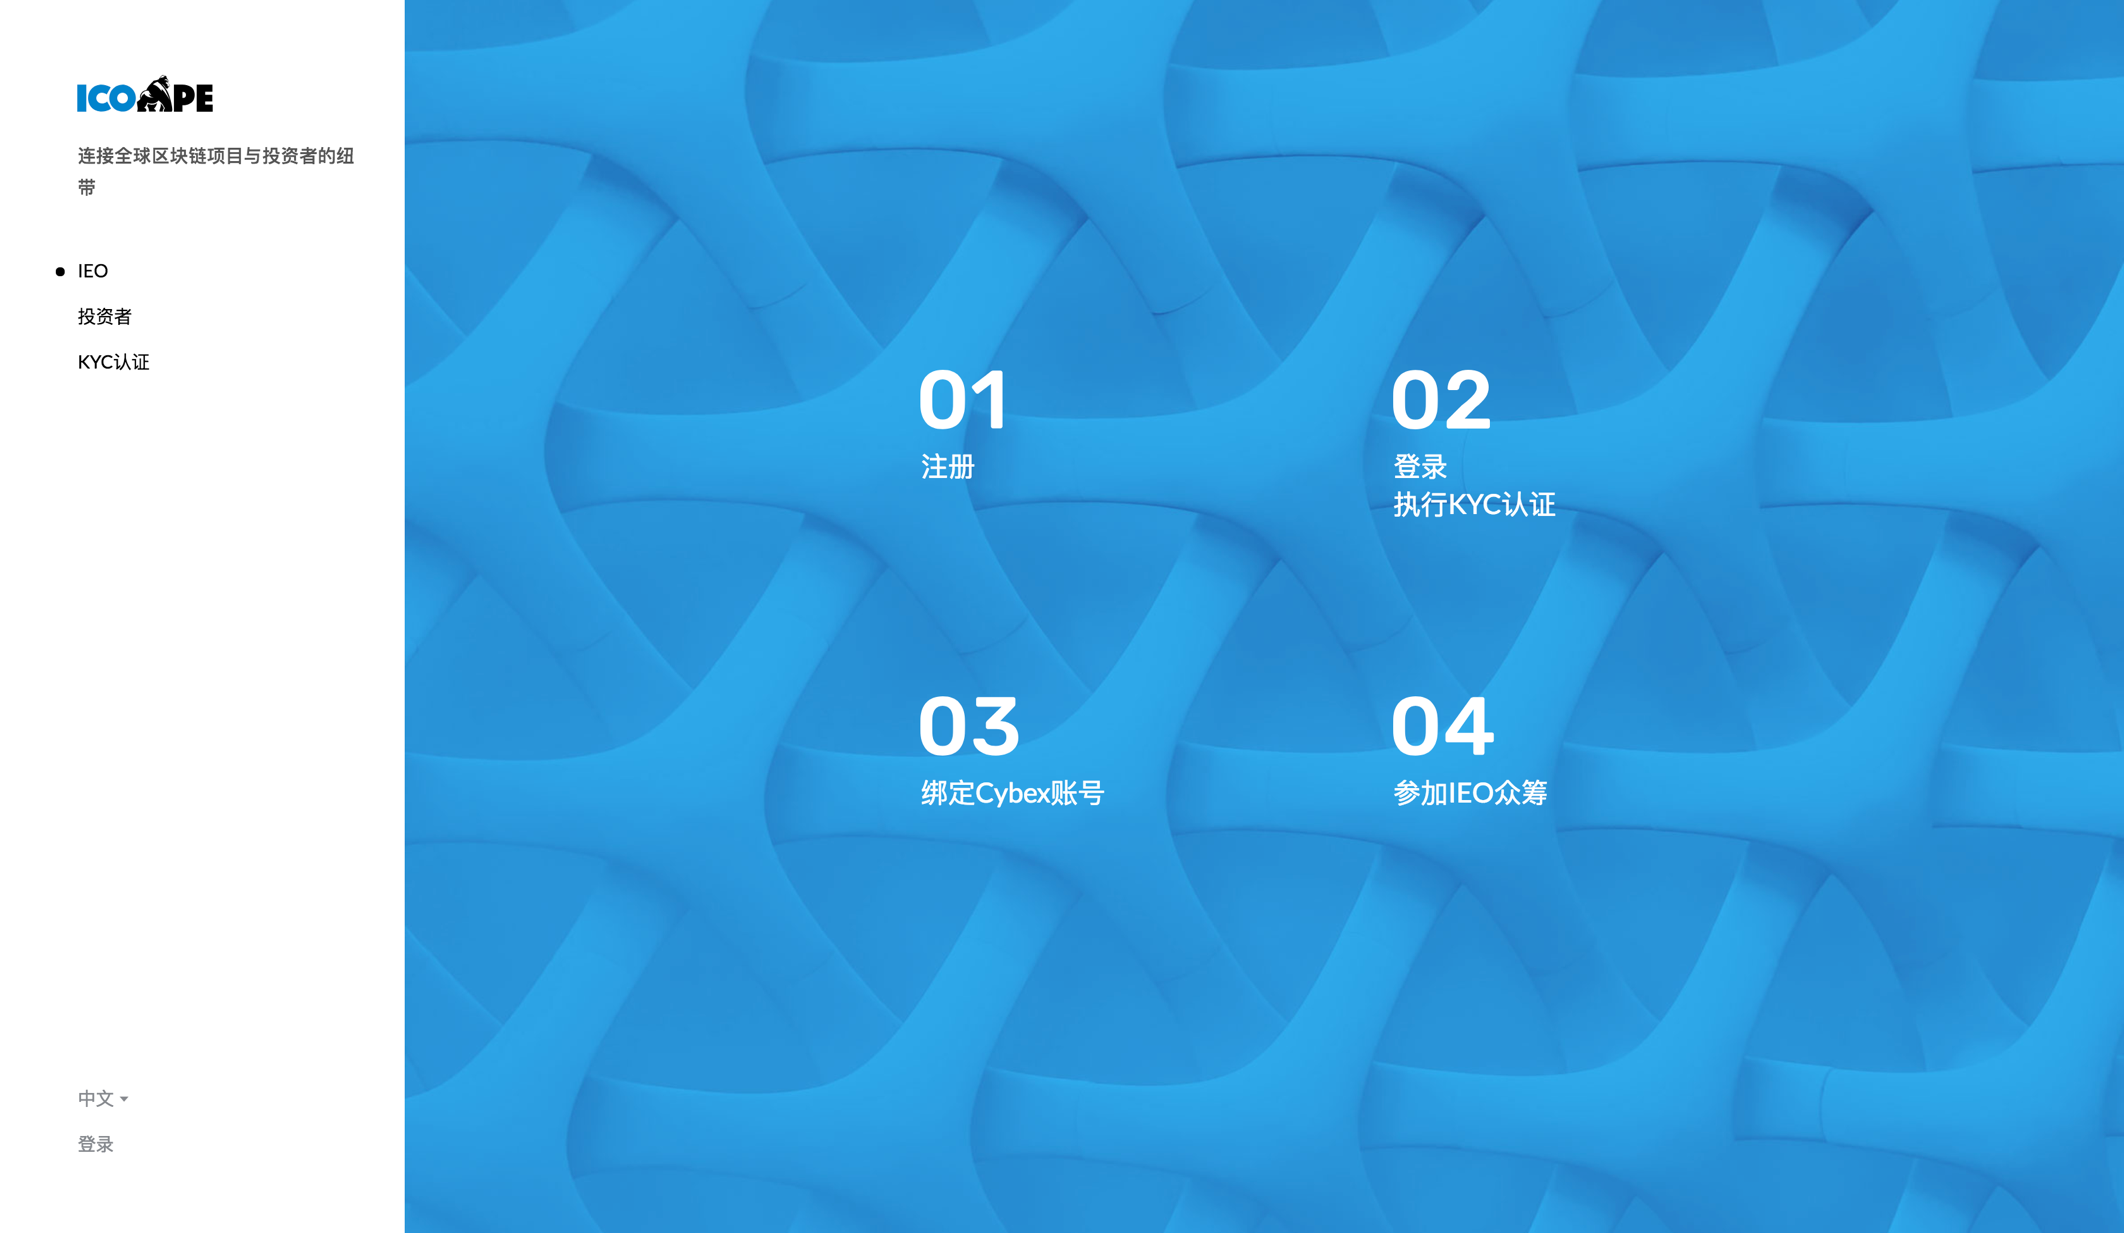 ICOAPE
连接全球区块链项目与投资者的纽
带
IEO
投资者
KYC认证
中文
登录
01
注册
02
登录
执行KYC认证
03
绑定Cybex账号
04
参加IEO众筹